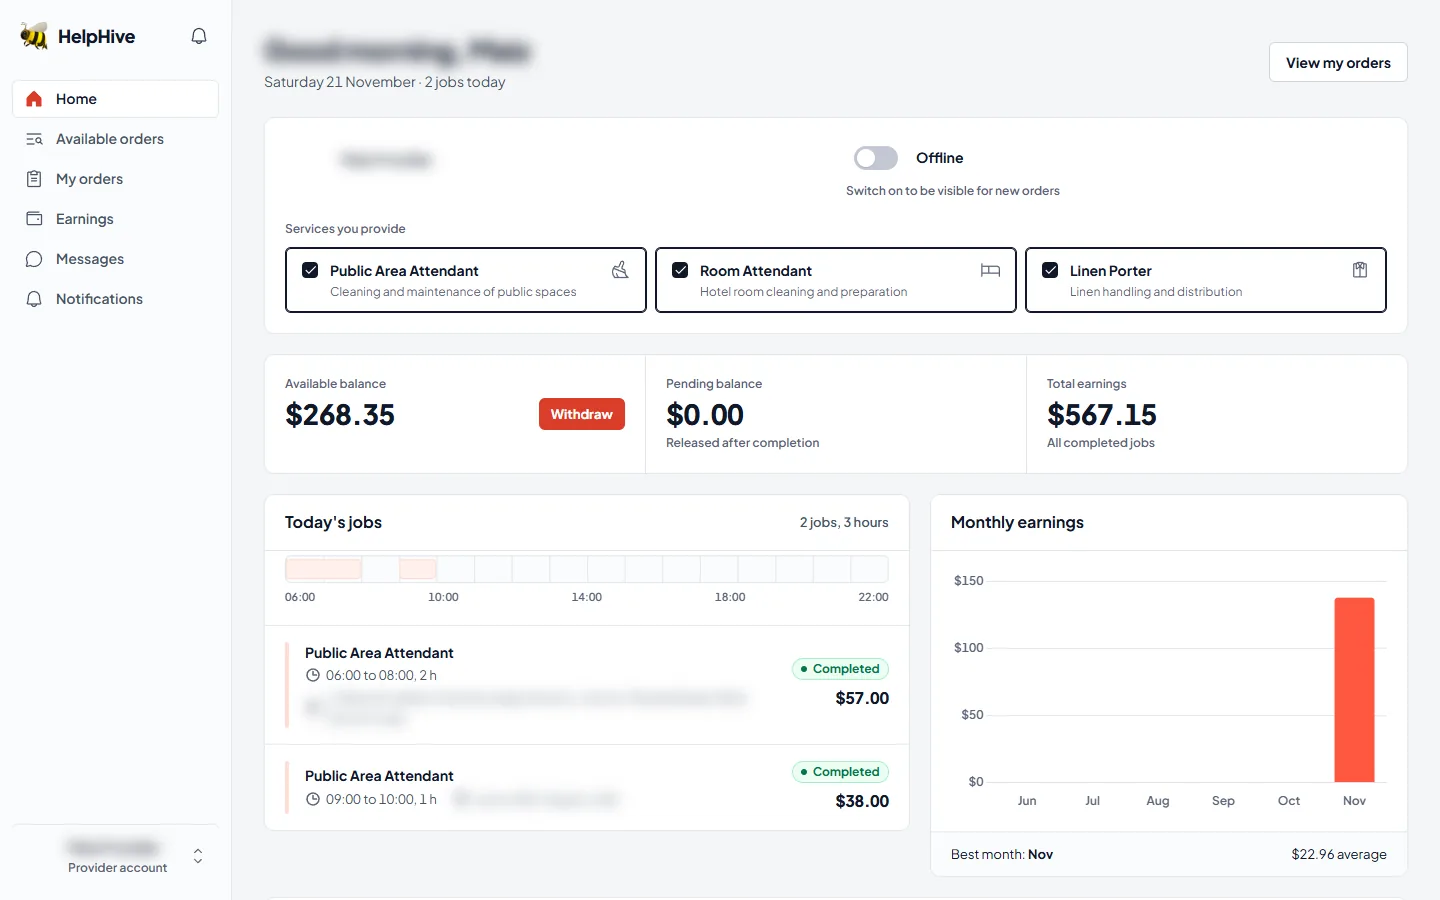 HelpHive
Home
Available orders
My orders
Earnings
Messages
Notifications
Provider account
Saturday 21 November · 2 jobs today
View my orders
Offline
Switch on to be visible for new orders
Services you provide
Public Area Attendant
Cleaning and maintenance of public spaces
Room Attendant
Hotel room cleaning and preparation
Linen Porter
Linen handling and distribution
Available balance
$268.35
Withdraw
Pending balance
$0.00
Released after completion
Total earnings
$567.15
All completed jobs
Today's jobs
2 jobs, 3 hours
06:00 10:00 14:00 18:00 22:00
Public Area Attendant
06:00 to 08:00, 2 h
Completed
$57.00
Public Area Attendant
09:00 to 10:00, 1 h
Completed
$38.00
Monthly earnings
$150
$100
$50
$0
Jun Jul Aug Sep Oct Nov
Best month: Nov
$22.96 average